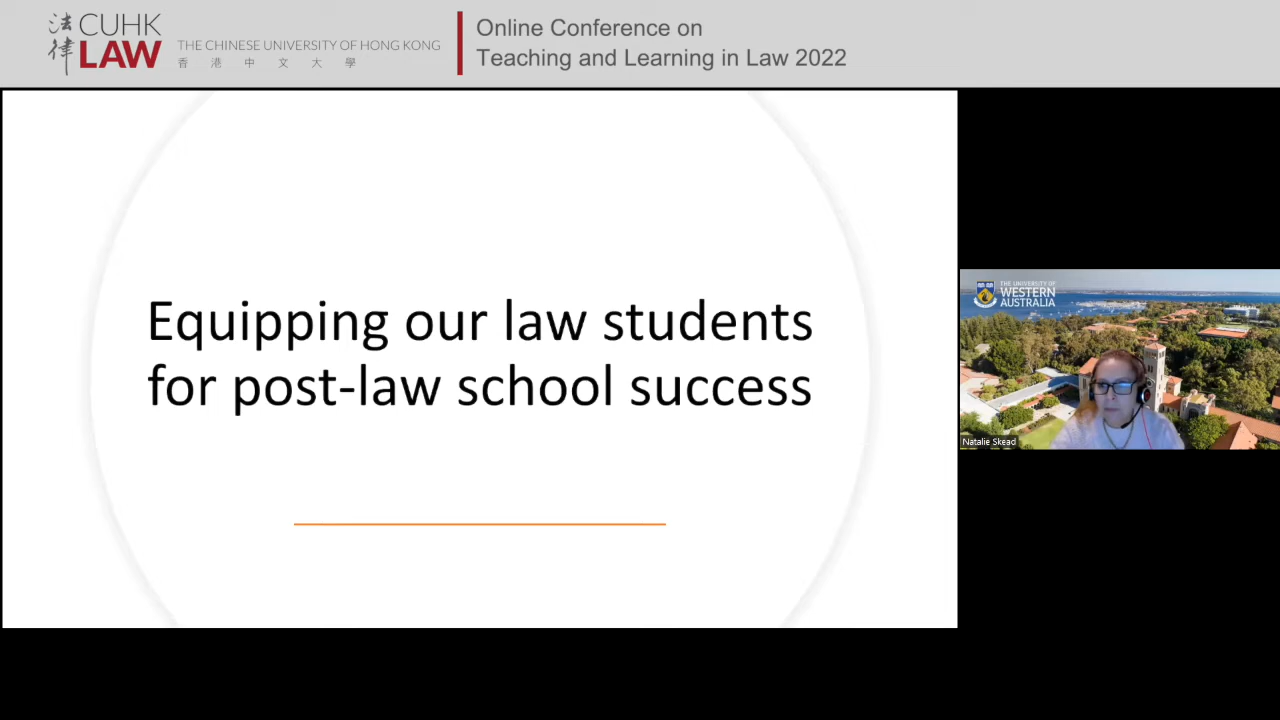 法律
CUHK
LAW
THE CHINESE UNIVERSITY OF HONG KONG
香港中文大學
Online Conference on
Teaching and Learning in Law 2022
Equipping our law students
for post-law school success
THE UNIVERSITY OF
WESTERN
AUSTRALIA
Natalie Skead